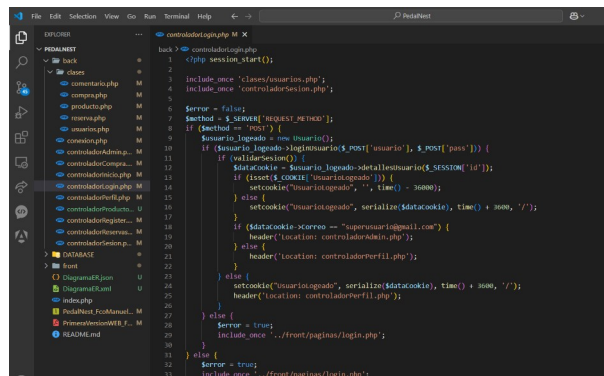 File Edit Selection View Go Run Terminal Help
PedalNest
EXPLORER
PEDALNEST
back
clases
comentario.php M
compra.php M
producto.php M
reserva.php M
usuarios.php M
conexión.php M
controladorAdmin.p... M
controladorCompra.... M
controladorInicio.php M
controladorLogin.php M
controladorPerfil.php M
controladorProducto... U
controladorRegister.... M
controladorReservas... M
controladorSesion.p... M
DATABASE
front
DiagramaER.json U
DiagramaER.xml U
index.php
PedalNest_FcoManuel... M
PrimeraVersionWEB_F... M
README.md
controladorLogin.php M X
back > controladorLogin.php
1 <?php session_start();
2
3 include_once 'clases/usuarios.php';
4 include_once 'controladorSesion.php';
5
6 $error = false;
7 $method = $_SERVER['REQUEST_METHOD'];
8 if ($method == 'POST') {
9 $usuario_logeado = new Usuario();
10 if ($usuario_logeado->loginUsuario($_POST['usuario'], $_POST['pass'])) {
11 if (validarSesion()) {
12 $dataCookie = $usuario_logeado->detallesUsuario($_SESSION['id']);
13 if (isset($_COOKIE['UsuarioLogeado'])) {
14 setcookie("UsuarioLogeado", '', time() - 36000);
15 } else {
16 setcookie("UsuarioLogeado", serialize($dataCookie), time() + 3600, '/');
17 }
18 if ($dataCookie->Correo == "superusuario@gmail.com") {
19 header('Location: controladorAdmin.php');
20 } else {
21 header('Location: controladorPerfil.php');
22 }
23 } else {
24 setcookie("UsuarioLogeado", serialize($dataCookie), time() + 3600, '/');
25 header('Location: controladorPerfil.php');
26 }
27 } else {
28 $error = true;
29 include_once '../front/paginas/login.php';
30 }
31 } else {
32 $error = true;
33 include_once '../front/paginas/login.php';